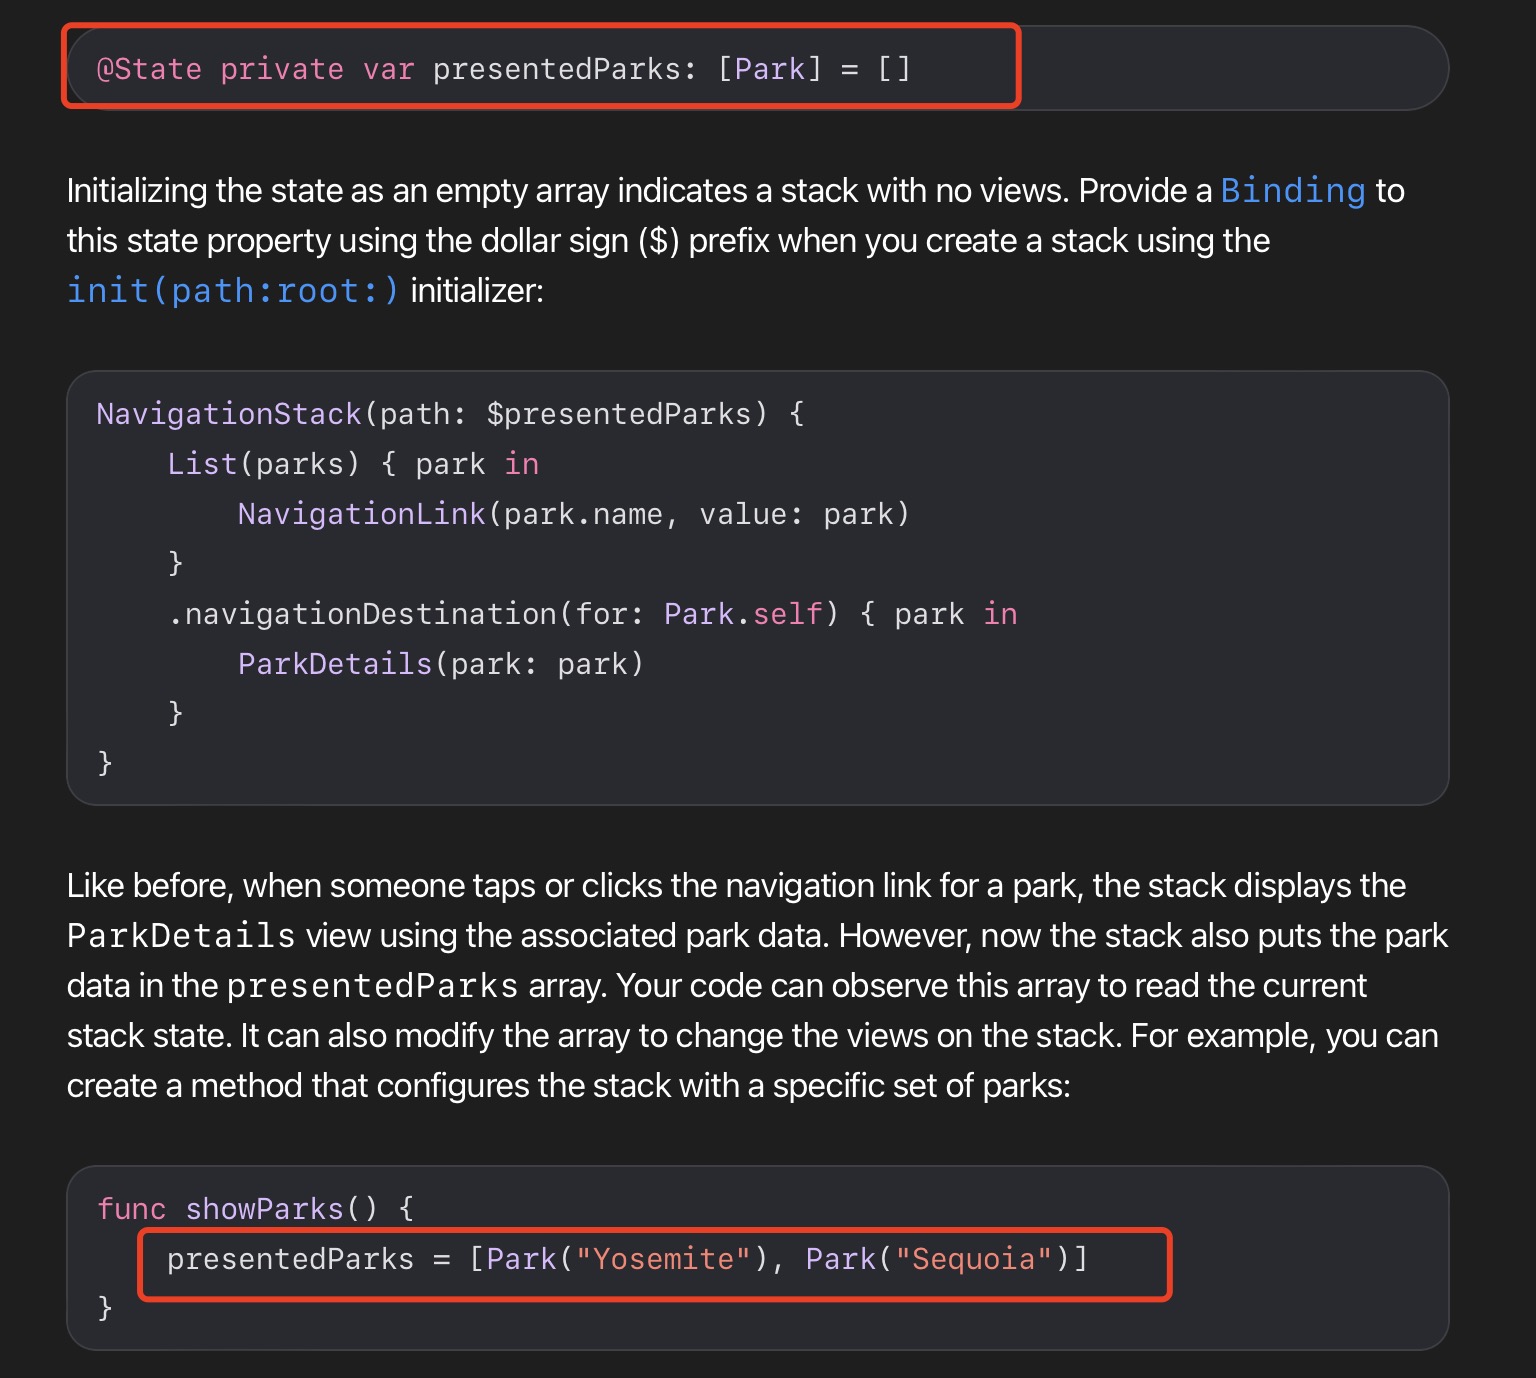 @State private var presentedParks: [Park] = []
Initializing the state as an empty array indicates a stack with no views. Provide a Binding to
this state property using the dollar sign ($) prefix when you create a stack using the
init(path:root:) initializer:
NavigationStack(path: $presentedParks) {
    List(parks) { park in
        NavigationLink(park.name, value: park)
    }
    .navigationDestination(for: Park.self) { park in
        ParkDetails(park: park)
    }
}
Like before, when someone taps or clicks the navigation link for a park, the stack displays the
ParkDetails view using the associated park data. However, now the stack also puts the park
data in the presentedParks array. Your code can observe this array to read the current
stack state. It can also modify the array to change the views on the stack. For example, you can
create a method that configures the stack with a specific set of parks:
func showParks() {
    presentedParks = [Park("Yosemite"), Park("Sequoia")]
}